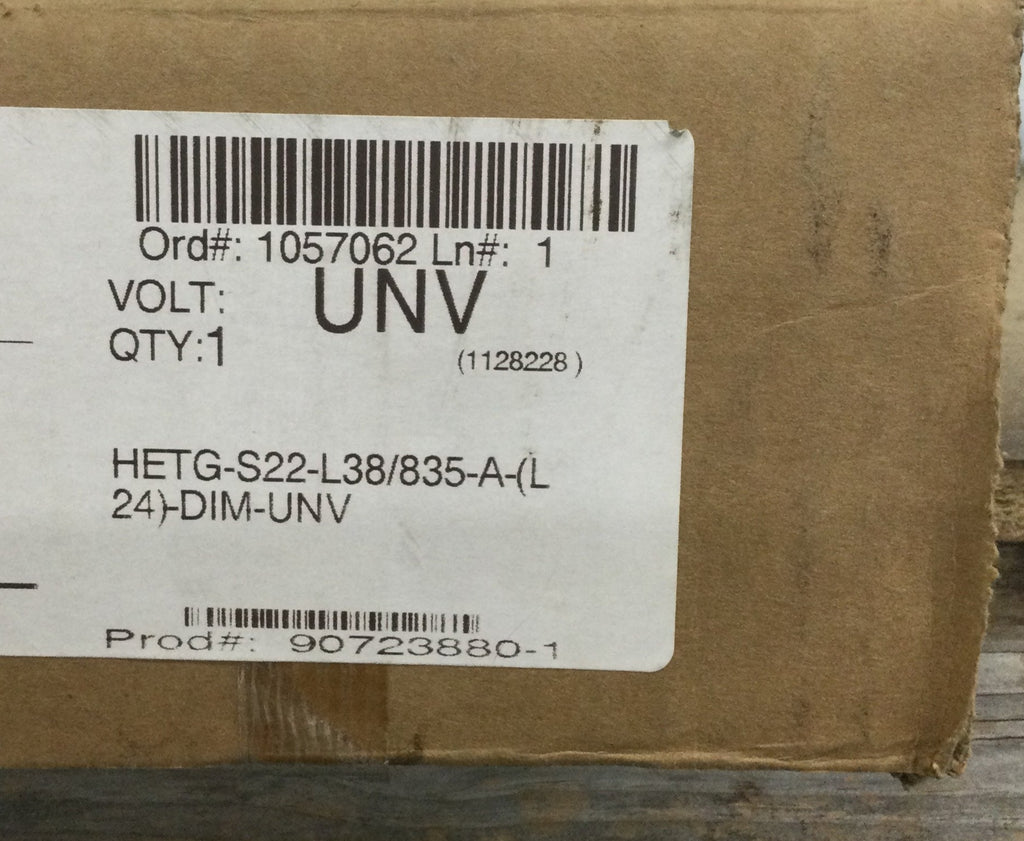 Ord#: 1057062 Ln#: 1
VOLT: UNV
QTY:1
(1128228 )
HETG-S22-L38/835-A-(L
24)-DIM-UNV
Prod#: 90723880-1